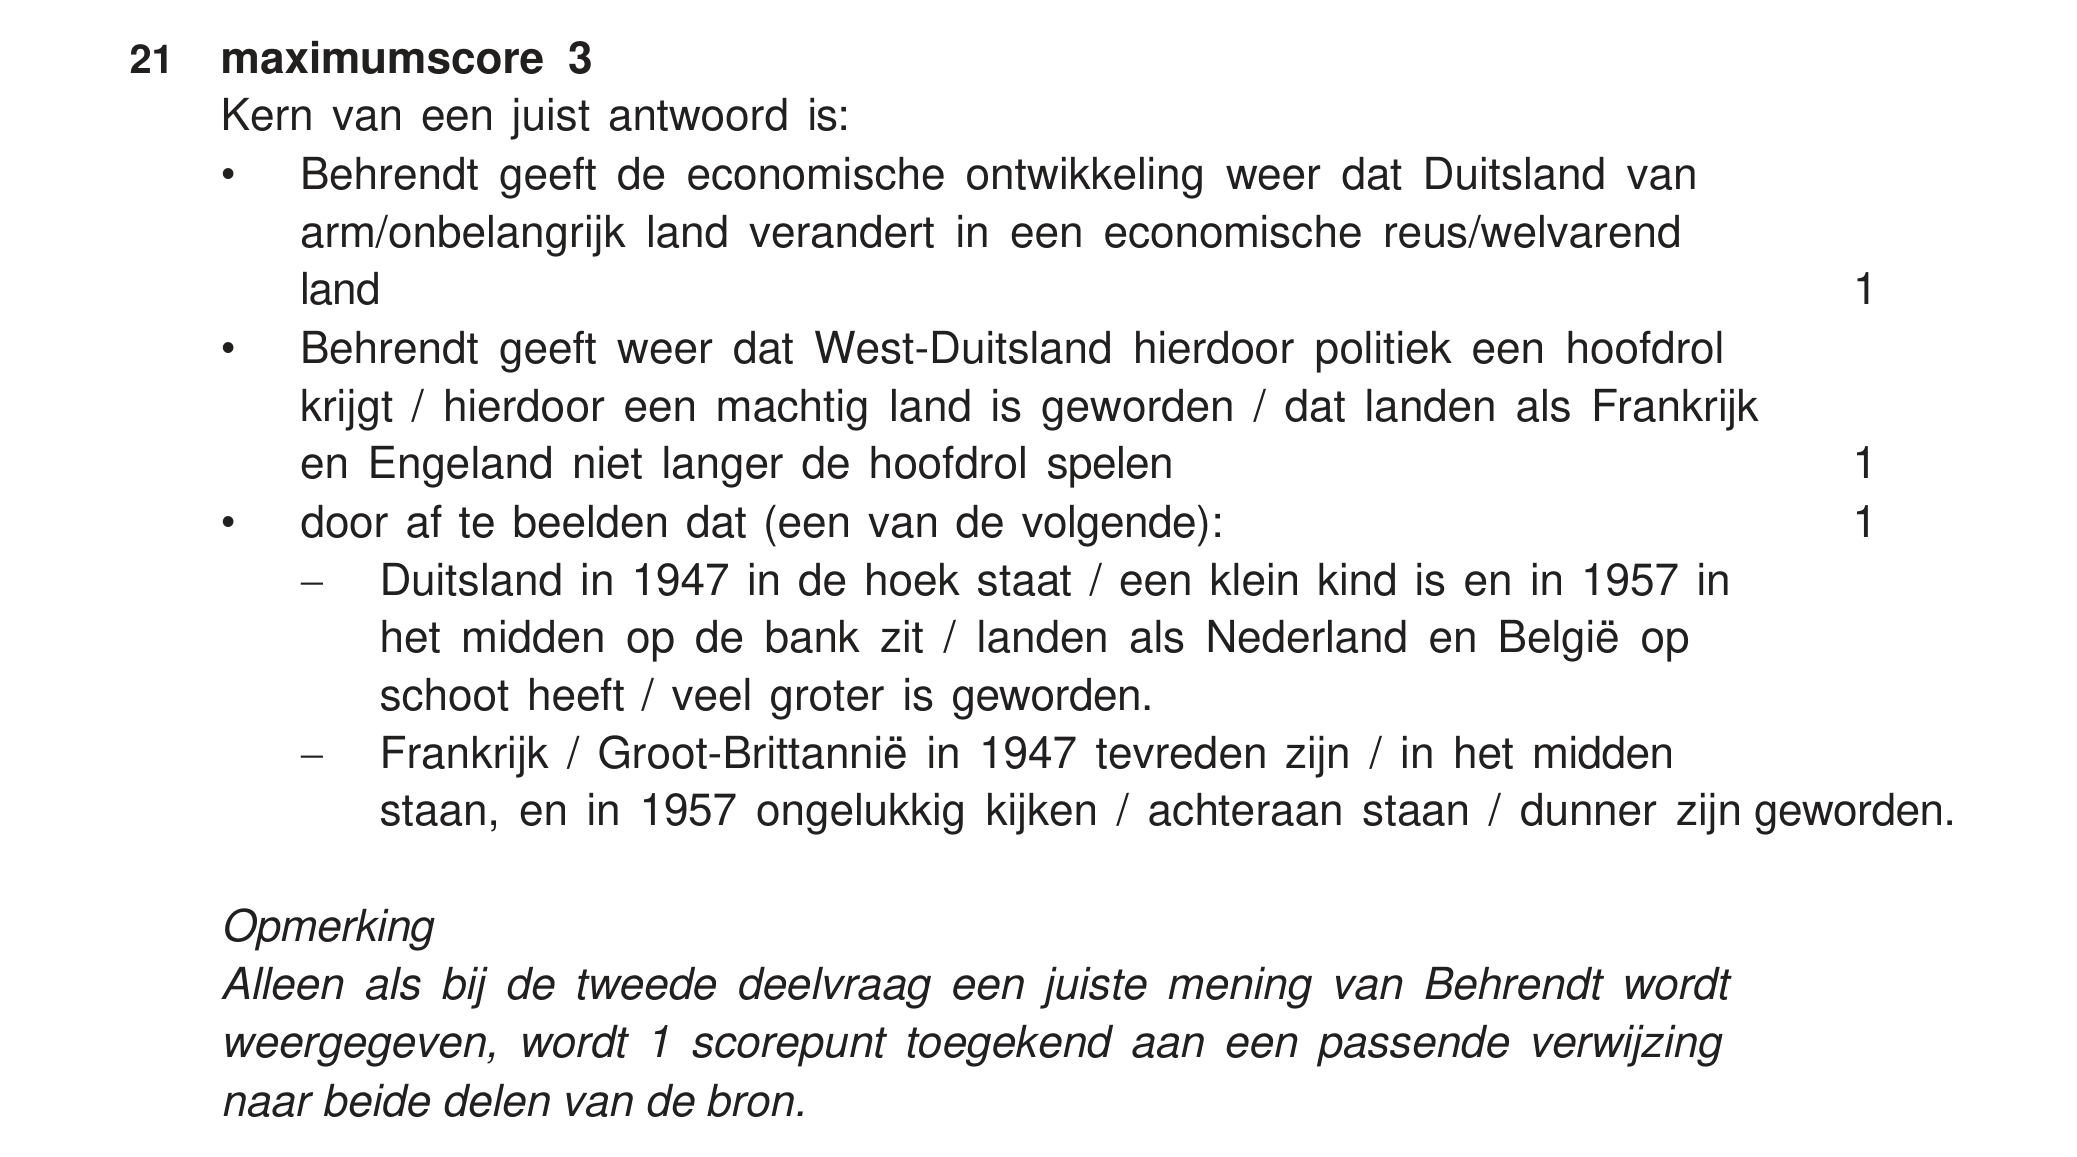 21 maximumscore 3
Kern van een juist antwoord is:
• Behrendt geeft de economische ontwikkeling weer dat Duitsland van
arm/onbelangrijk land verandert in een economische reus/welvarend
land 1
• Behrendt geeft weer dat West-Duitsland hierdoor politiek een hoofdrol
krijgt / hierdoor een machtig land is geworden / dat landen als Frankrijk
en Engeland niet langer de hoofdrol spelen 1
• door af te beelden dat (een van de volgende): 1
− Duitsland in 1947 in de hoek staat / een klein kind is en in 1957 in
het midden op de bank zit / landen als Nederland en België op
schoot heeft / veel groter is geworden.
− Frankrijk / Groot-Brittannië in 1947 tevreden zijn / in het midden
staan, en in 1957 ongelukkig kijken / achteraan staan / dunner zijn geworden.
Opmerking
Alleen als bij de tweede deelvraag een juiste mening van Behrendt wordt
weergegeven, wordt 1 scorepunt toegekend aan een passende verwijzing
naar beide delen van de bron.